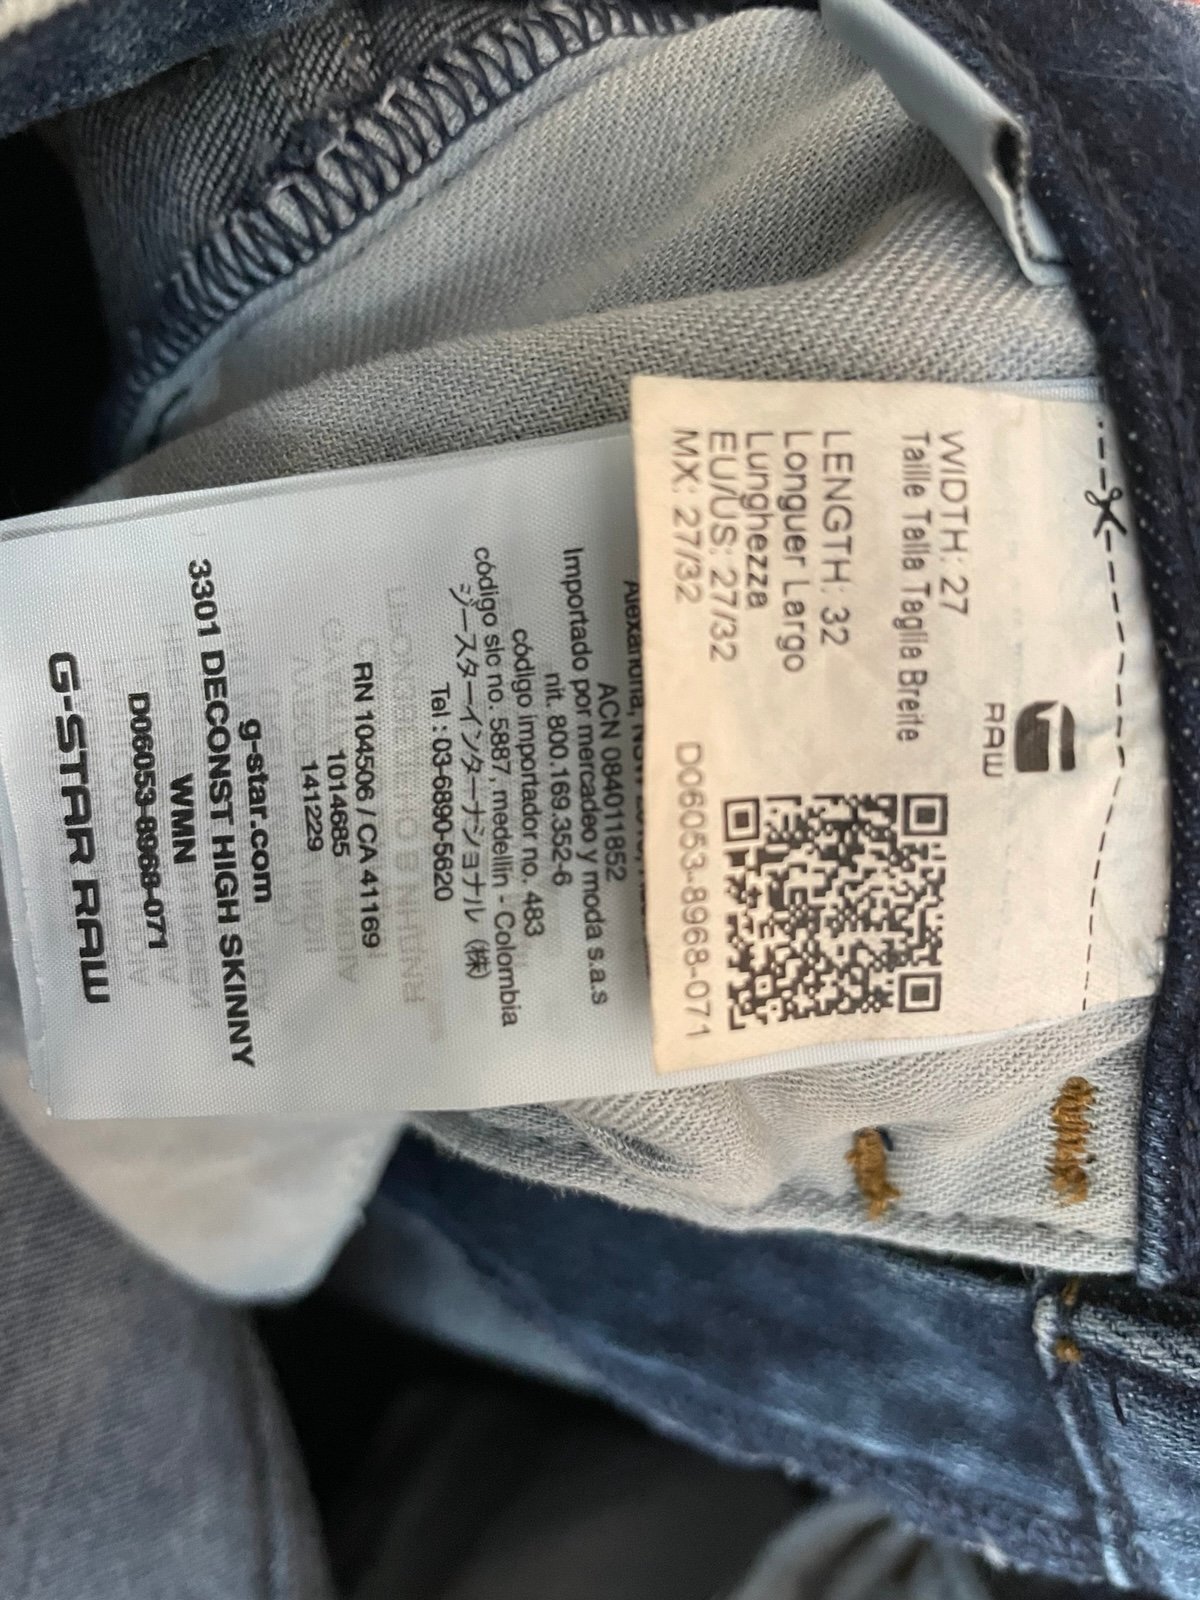 RAW
WIDTH: 27
Taille Talla Taglia Breite
LENGTH: 32
Longuer Largo
Lunghezza
EU/US: 27/32
MX: 27/32
D06053-8968-071
ACN 084011852
Importado por mercadeo y moda s.a.s
nit. 800.169.352-6
código importador no. 483
código sic no. 5887, medellin - Colombia
ジースターインターナショナル (株)
Tel : 03-6890-5620
RN 104506 / CA 41169
1014685
141229
g-star.com
3301 DECONST HIGH SKINNY
WMN
D06053-8968-071
G-STAR RAW